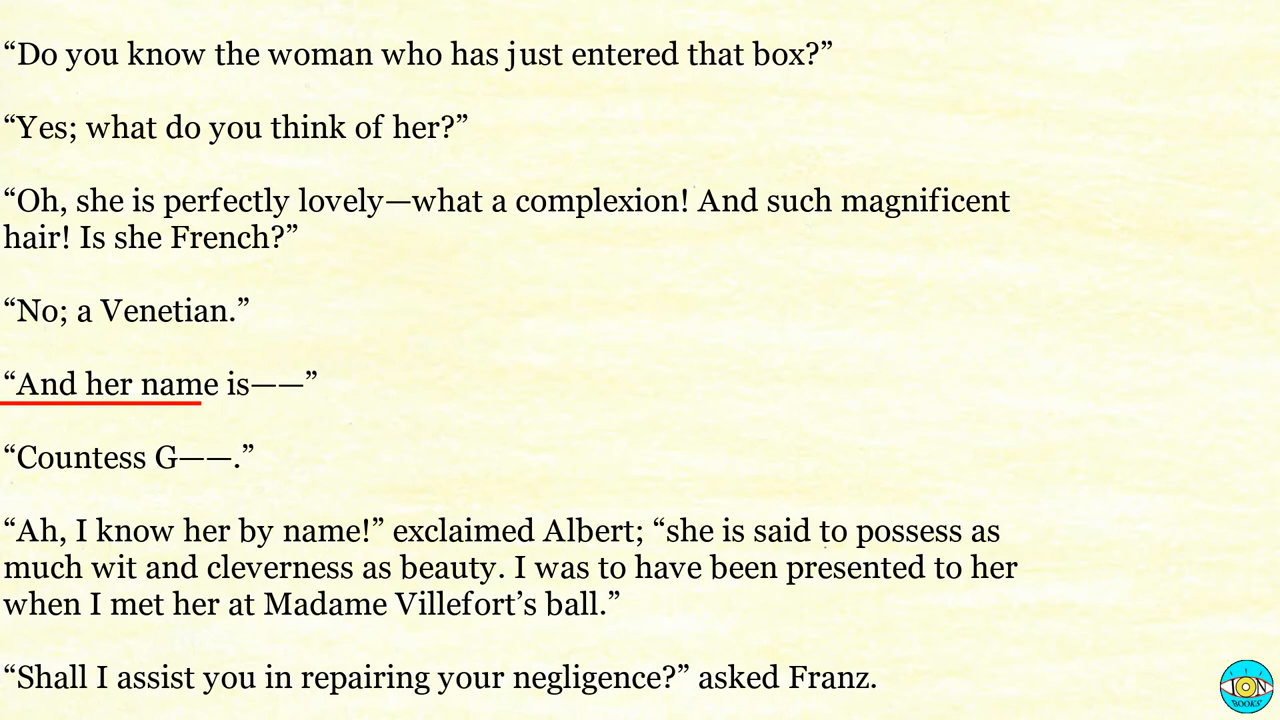 “Do you know the woman who has just entered that box?”
“Yes; what do you think of her?”
“Oh, she is perfectly lovely—what a complexion! And such magnificent
hair! Is she French?”
“No; a Venetian.”
“And her name is——”
“Countess G——.”
“Ah, I know her by name!” exclaimed Albert; “she is said to possess as
much wit and cleverness as beauty. I was to have been presented to her
when I met her at Madame Villefort’s ball.”
“Shall I assist you in repairing your negligence?” asked Franz.
ION
BOOKS